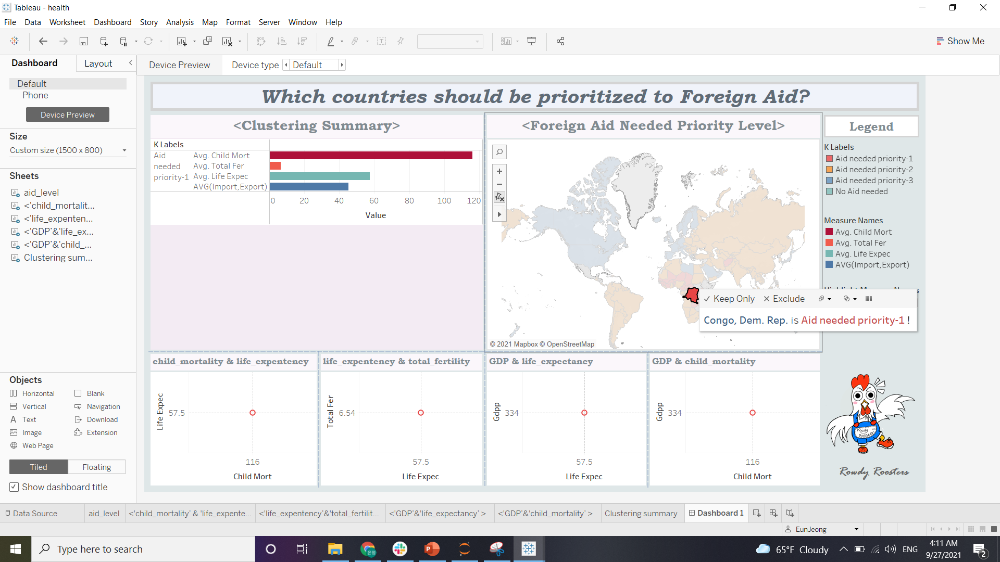 Tableau - health
File Data Worksheet Dashboard Story Analysis Map Format Server Window Help
Show Me
Dashboard Layout
Device Preview Device type Default
Default
Phone
Device Preview
Size
Custom size (1500 x 800)
Sheets
aid_level
<'child_mortalit...
<'life_expenten...
<'GDP'&'life_ex...
<'GDP'&'child_...
Clustering sum...
Objects
Horizontal Blank
Vertical Navigation
Text Download
Image Extension
Web Page
Tiled Floating
Show dashboard title
Which countries should be prioritized to Foreign Aid?
<Clustering Summary>
K Labels
Aid needed priority-1
Avg. Child Mort
Avg. Total Fer
Avg. Life Expec
AVG(Import,Export)
0 20 40 60 80 100 120
Value
<Foreign Aid Needed Priority Level>
© 2021 Mapbox © OpenStreetMap
Keep Only Exclude
Congo, Dem. Rep. is Aid needed priority-1 !
Legend
K Labels
Aid needed priority-1
Aid needed priority-2
Aid needed priority-3
No Aid needed
Measure Names
Avg. Child Mort
Avg. Total Fer
Avg. Life Expec
AVG(Import,Export)
child_mortality & life_expentency
Life Expec
57.5
116
Child Mort
life_expentency & total_fertility
Total Fer
6.54
57.5
Life Expec
GDP & life_expectancy
Gdpp
334
57.5
Life Expec
GDP & child_mortality
Gdpp
334
116
Child Mort
Rowdy Rooster
Rowdy Roosters
Data Source aid_level <'child_mortality' & 'life_expente... <'life_expentency'&'total_fertilit... <'GDP'&'life_expectancy' > <'GDP'&'child_mortality' > Clustering summary Dashboard 1
EunJeong
Type here to search
65°F Cloudy ENG
4:11 AM
9/27/2021
2